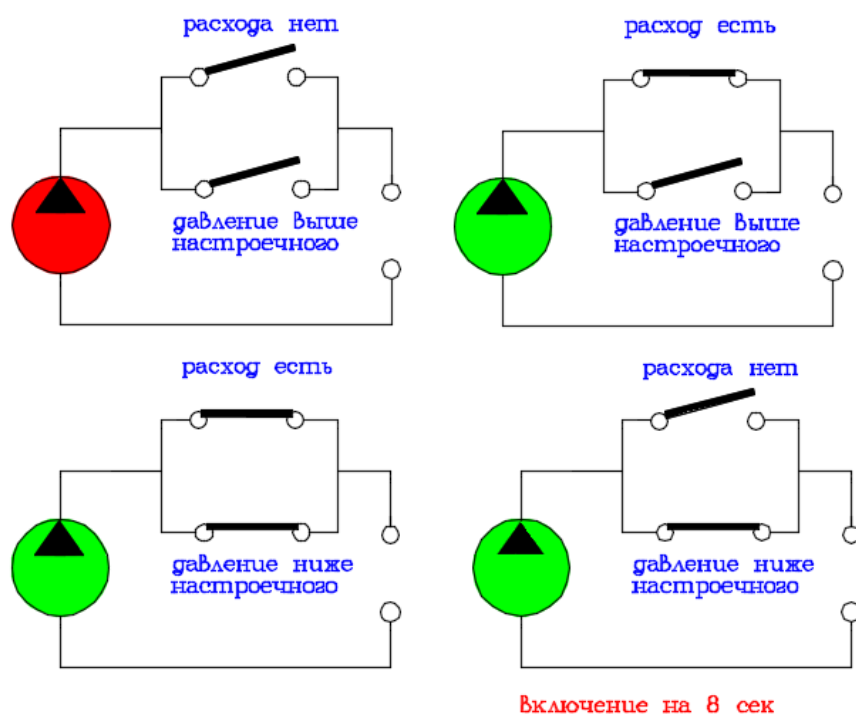 расхода нет
давление выше
настроечного
расход есть
давление выше
настроечного
расход есть
давление ниже
настроечного
расхода нет
давление ниже
настроечного
Включение на 8 сек